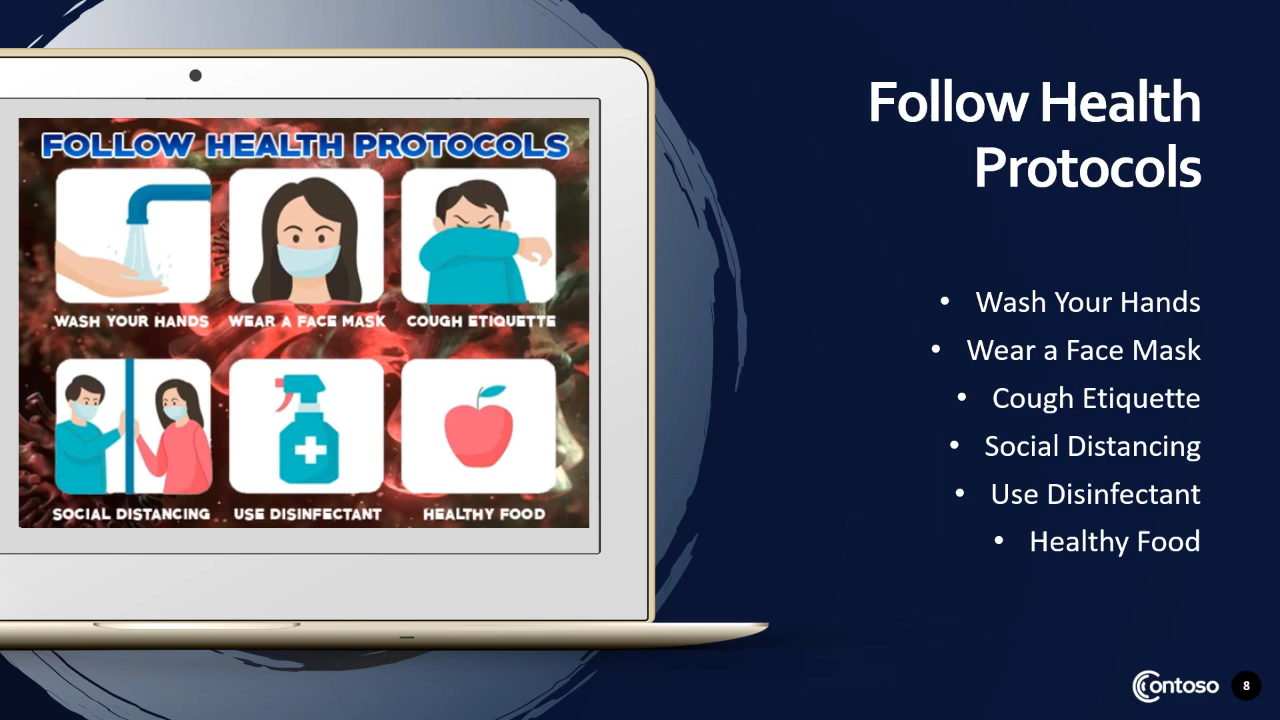 FOLLOW HEALTH PROTOCOLS
WASH YOUR HANDS WEAR A FACE MASK COUGH ETIQUETTE
SOCIAL DISTANCING USE DISINFECTANT HEALTHY FOOD
Follow Health
Protocols
• Wash Your Hands
• Wear a Face Mask
• Cough Etiquette
• Social Distancing
• Use Disinfectant
• Healthy Food
Contoso 8